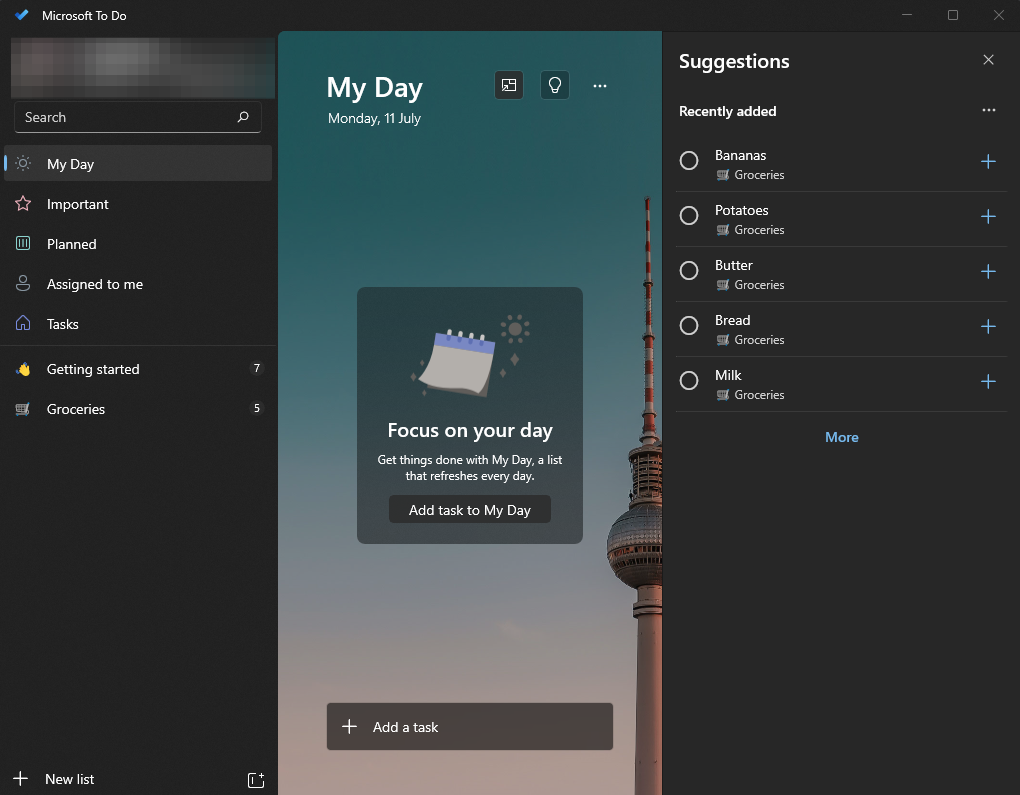 Microsoft To Do
Search
My Day
Important
Planned
Assigned to me
Tasks
Getting started 7
Groceries 5
New list
My Day
Monday, 11 July
Focus on your day
Get things done with My Day, a list
that refreshes every day.
Add task to My Day
Add a task
Suggestions
Recently added
Bananas
Groceries
Potatoes
Groceries
Butter
Groceries
Bread
Groceries
Milk
Groceries
More